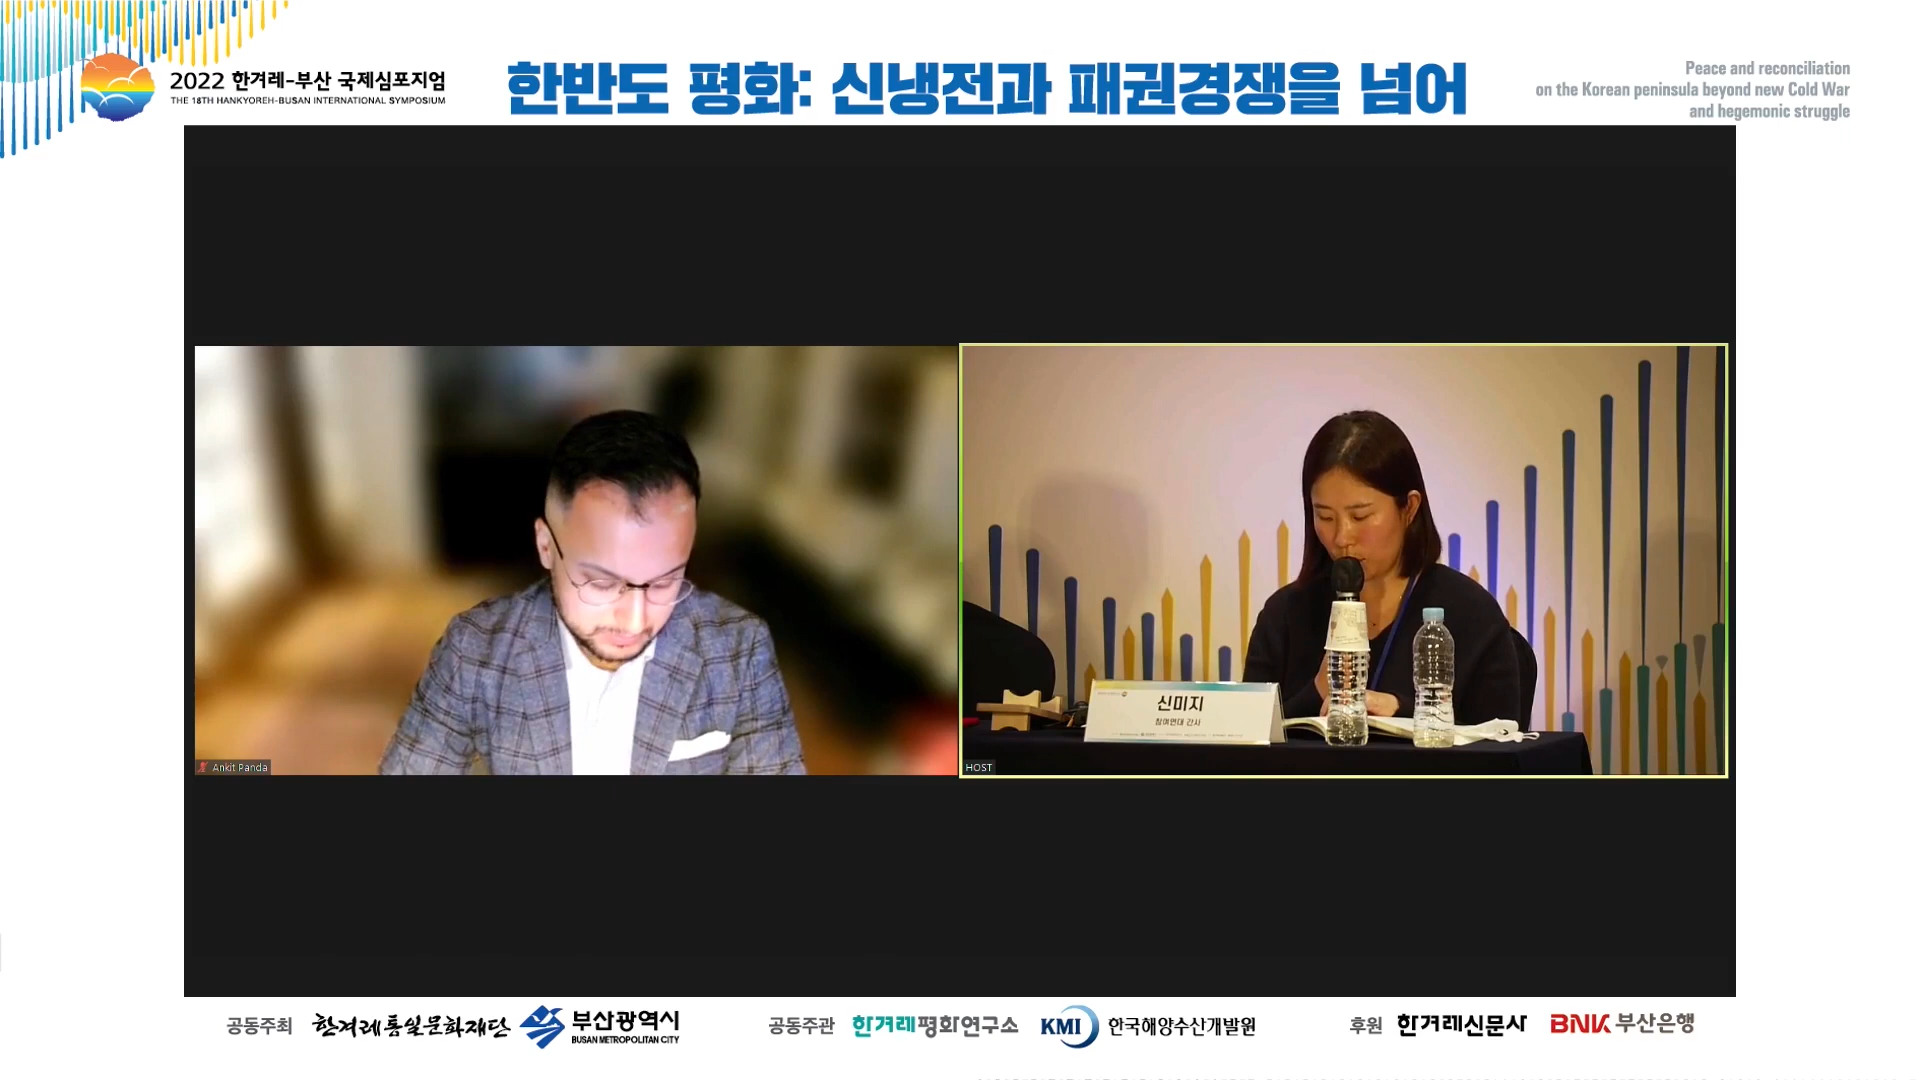 2022 한겨레-부산 국제심포지엄
THE 18TH HANKYOREH-BUSAN INTERNATIONAL SYMPOSIUM
한반도 평화: 신냉전과 패권경쟁을 넘어
Peace and reconciliation
on the Korean peninsula beyond new Cold War
and hegemonic struggle
Ankit Panda
신미지
참여연대 간사
HOST
공동주최 한겨레통일문화재단 부산광역시
BUSAN METROPOLITAN CITY
공동주관 한겨레평화연구소 KMI 한국해양수산개발원
후원 한겨레신문사 BNK 부산은행